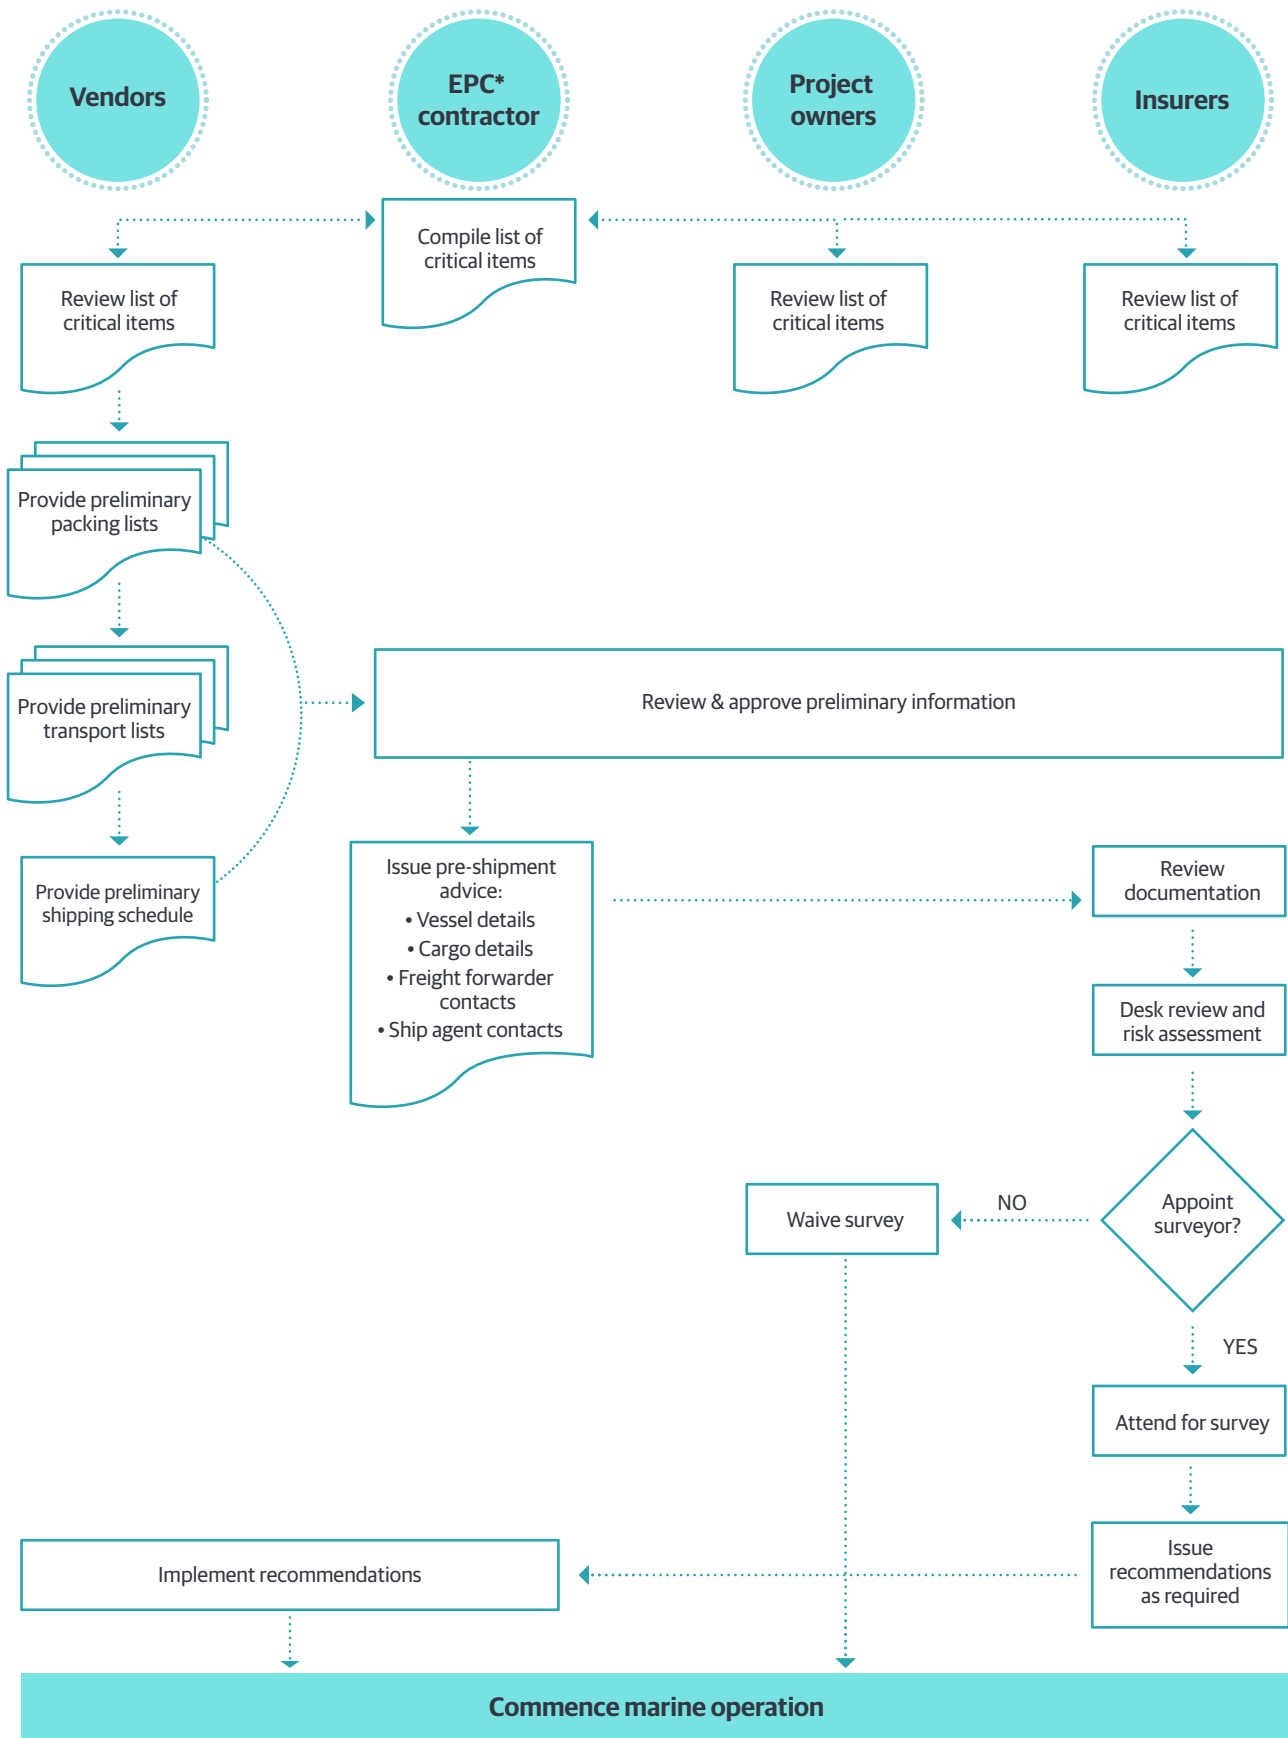 Vendors
EPC*
contractor
Project
owners
Insurers
Compile list of
critical items
Review list of
critical items
Review list of
critical items
Review list of
critical items
Provide preliminary
packing lists
Provide preliminary
transport lists
Review & approve preliminary information
Provide preliminary
shipping schedule
Issue pre-shipment
advice:
• Vessel details
• Cargo details
• Freight forwarder
contacts
• Ship agent contacts
Review
documentation
Desk review and
risk assessment
Appoint
surveyor?
NO
Waive survey
YES
Attend for survey
Issue
recommendations
as required
Implement recommendations
Commence marine operation